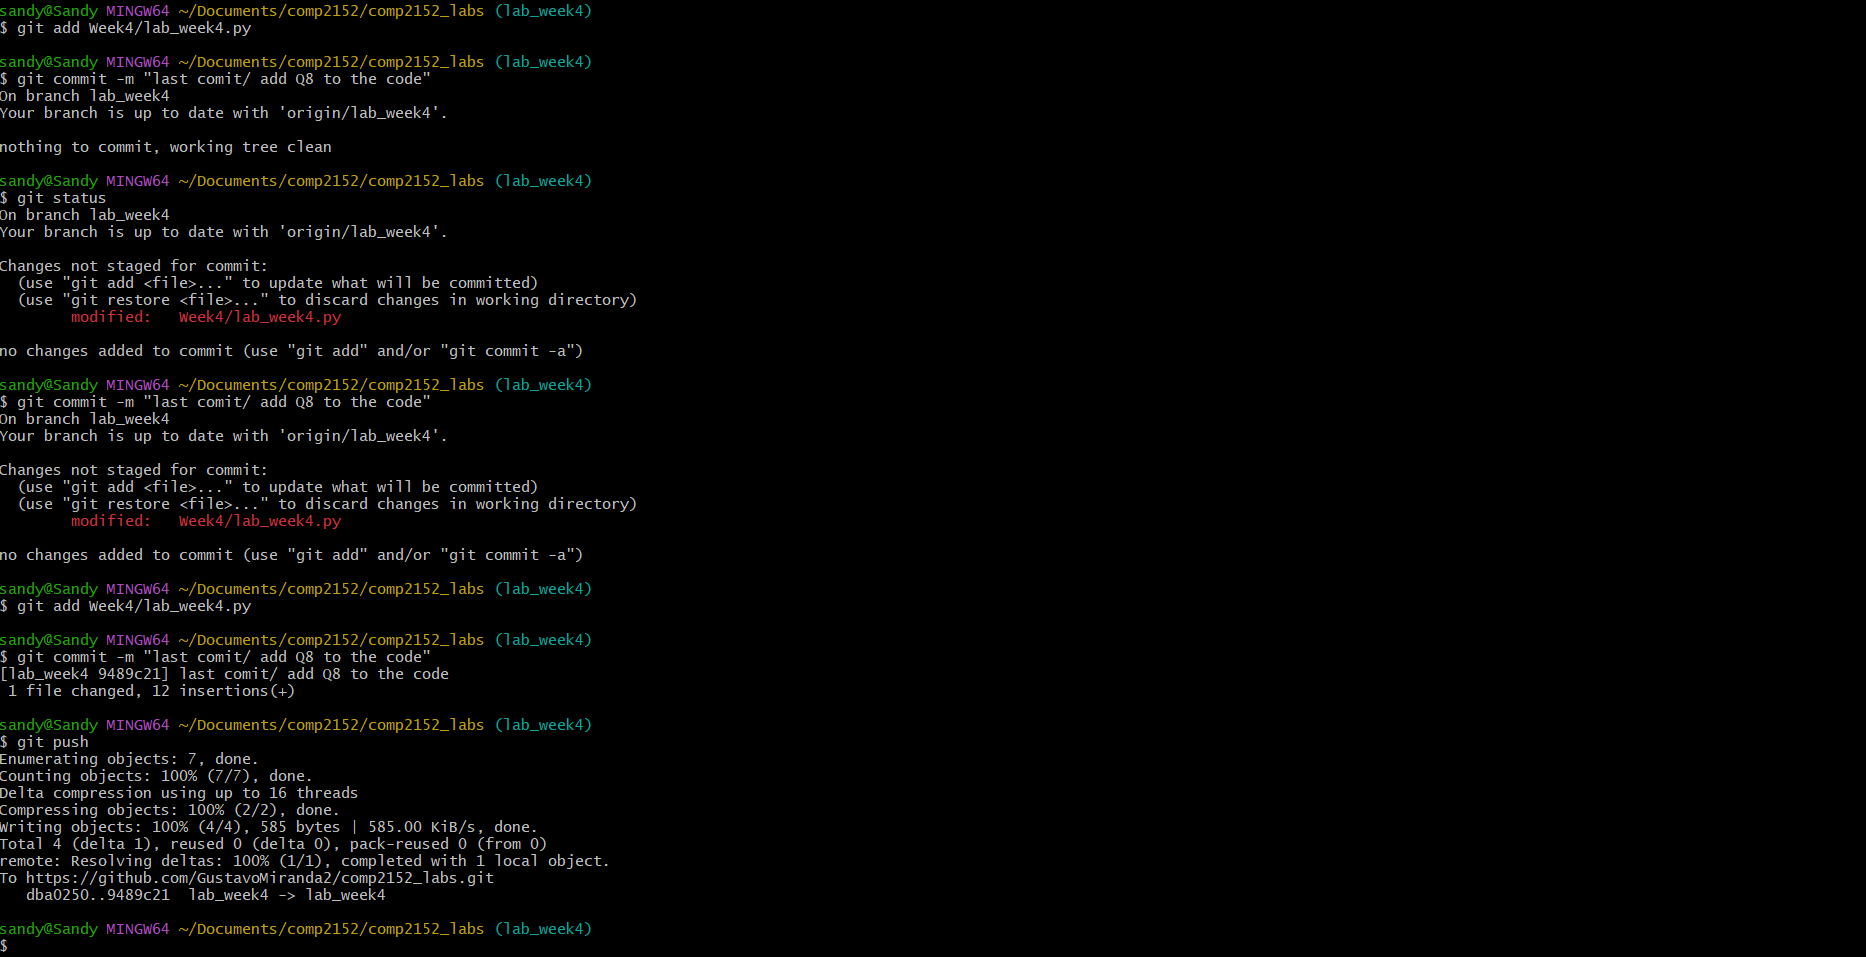 sandy@Sandy MINGW64 ~/Documents/comp2152/comp2152_labs (lab_week4)
$ git add Week4/lab_week4.py
sandy@Sandy MINGW64 ~/Documents/comp2152/comp2152_labs (lab_week4)
$ git commit -m "last comit/ add Q8 to the code"
On branch lab_week4
Your branch is up to date with 'origin/lab_week4'.
nothing to commit, working tree clean
sandy@Sandy MINGW64 ~/Documents/comp2152/comp2152_labs (lab_week4)
$ git status
On branch lab_week4
Your branch is up to date with 'origin/lab_week4'.
Changes not staged for commit:
  (use "git add <file>..." to update what will be committed)
  (use "git restore <file>..." to discard changes in working directory)
        modified:   Week4/lab_week4.py
no changes added to commit (use "git add" and/or "git commit -a")
sandy@Sandy MINGW64 ~/Documents/comp2152/comp2152_labs (lab_week4)
$ git commit -m "last comit/ add Q8 to the code"
On branch lab_week4
Your branch is up to date with 'origin/lab_week4'.
Changes not staged for commit:
  (use "git add <file>..." to update what will be committed)
  (use "git restore <file>..." to discard changes in working directory)
        modified:   Week4/lab_week4.py
no changes added to commit (use "git add" and/or "git commit -a")
sandy@Sandy MINGW64 ~/Documents/comp2152/comp2152_labs (lab_week4)
$ git add Week4/lab_week4.py
sandy@Sandy MINGW64 ~/Documents/comp2152/comp2152_labs (lab_week4)
$ git commit -m "last comit/ add Q8 to the code"
[lab_week4 9489c21] last comit/ add Q8 to the code
 1 file changed, 12 insertions(+)
sandy@Sandy MINGW64 ~/Documents/comp2152/comp2152_labs (lab_week4)
$ git push
Enumerating objects: 7, done.
Counting objects: 100% (7/7), done.
Delta compression using up to 16 threads
Compressing objects: 100% (2/2), done.
Writing objects: 100% (4/4), 585 bytes | 585.00 KiB/s, done.
Total 4 (delta 1), reused 0 (delta 0), pack-reused 0 (from 0)
remote: Resolving deltas: 100% (1/1), completed with 1 local object.
To https://github.com/GustavoMiranda2/comp2152_labs.git
   dba0250..9489c21  lab_week4 -> lab_week4
sandy@Sandy MINGW64 ~/Documents/comp2152/comp2152_labs (lab_week4)
$